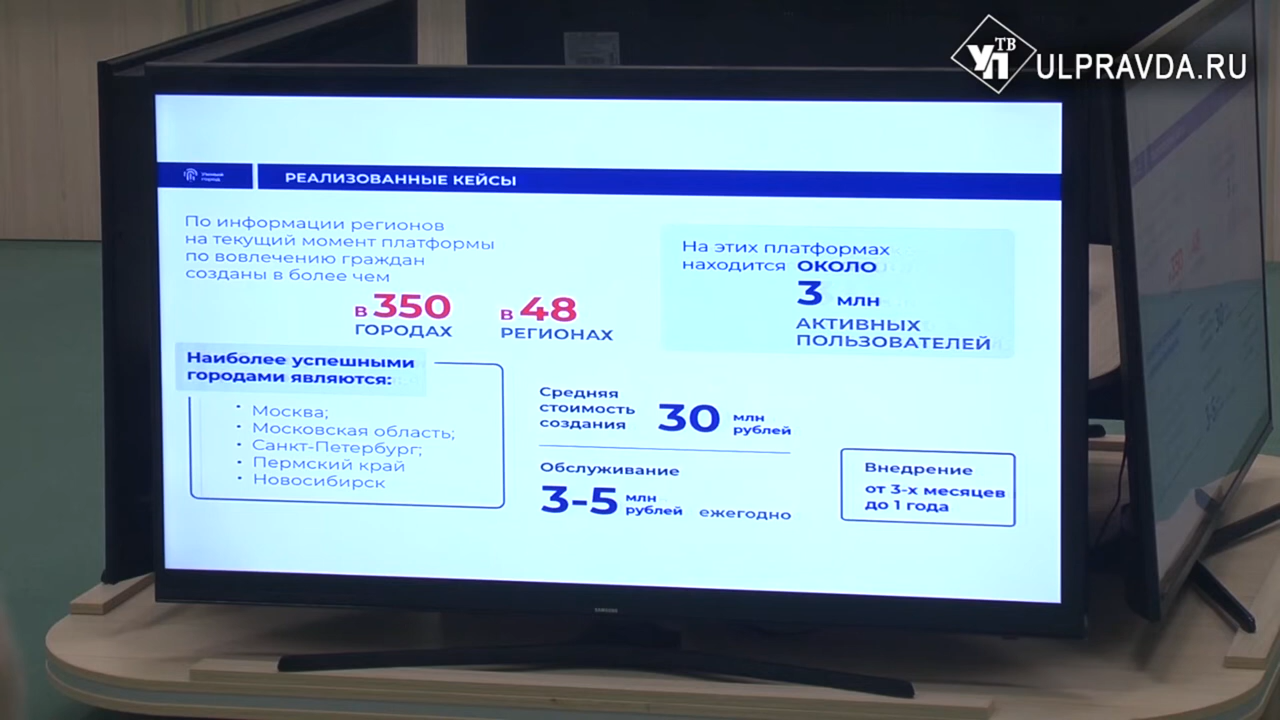 УП ТВ
ULPRAVDA.RU
Умный
город
РЕАЛИЗОВАННЫЕ КЕЙСЫ
По информации регионов
на текущий момент платформы
по вовлечению граждан
созданы в более чем
в 350
ГОРОДАХ
в 48
РЕГИОНАХ
На этих платформах
находится ОКОЛО
3 млн
АКТИВНЫХ
ПОЛЬЗОВАТЕЛЕЙ
Наиболее успешными
городами являются:
• Москва;
• Московская область;
• Санкт-Петербург;
• Пермский край
• Новосибирск
Средняя
стоимость
создания
30 млн
рублей
Обслуживание
3-5 млн
рублей ежегодно
Внедрение
от 3-х месяцев
до 1 года
SAMSUNG